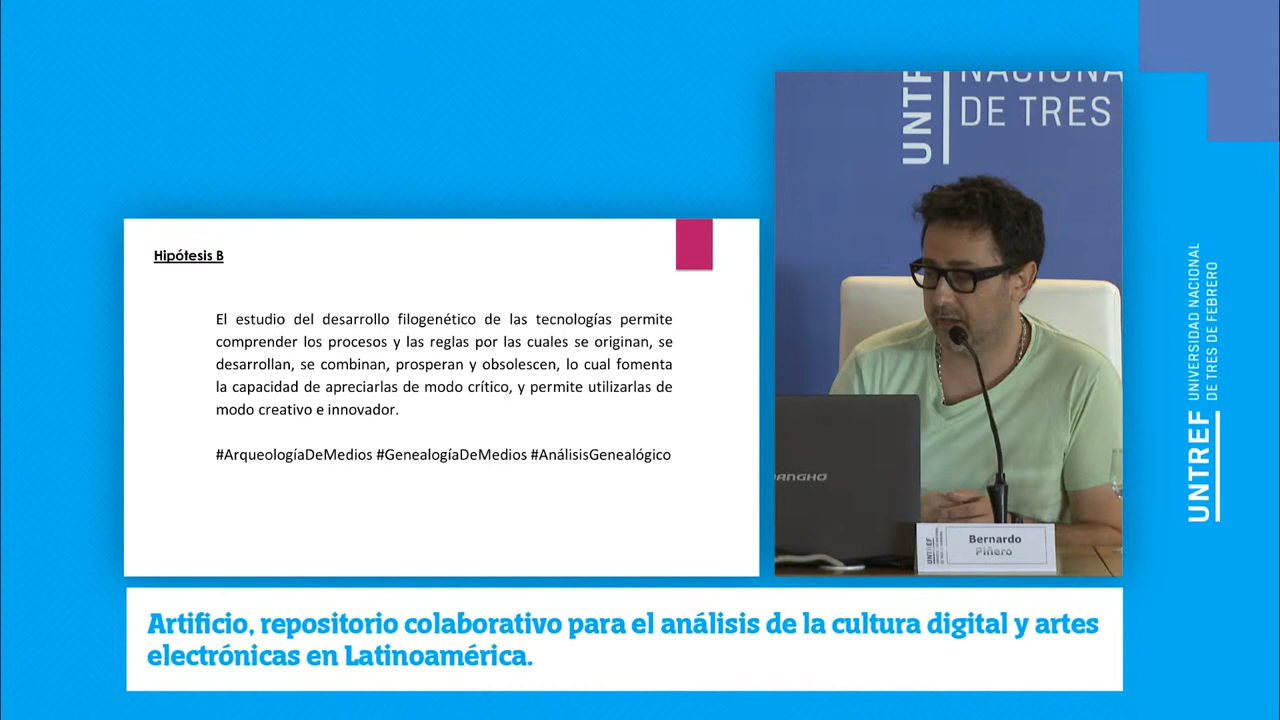 UNTR
NACIONA
DE TRES
Hipótesis B
El estudio del desarrollo filogenético de las tecnologías permite
comprender los procesos y las reglas por las cuales se originan, se
desarrollan, se combinan, prosperan y obsolescen, lo cual fomenta
la capacidad de apreciarlas de modo crítico, y permite utilizarlas de
modo creativo e innovador.
#ArqueologíaDeMedios #GenealogíaDeMedios #AnálisisGenealógico
BANGHO
UNTREF
Bernardo
Piñero
Artificio, repositorio colaborativo para el análisis de la cultura digital y artes
electrónicas en Latinoamérica.
UNTREF
UNIVERSIDAD NACIONAL
DE TRES DE FEBRERO